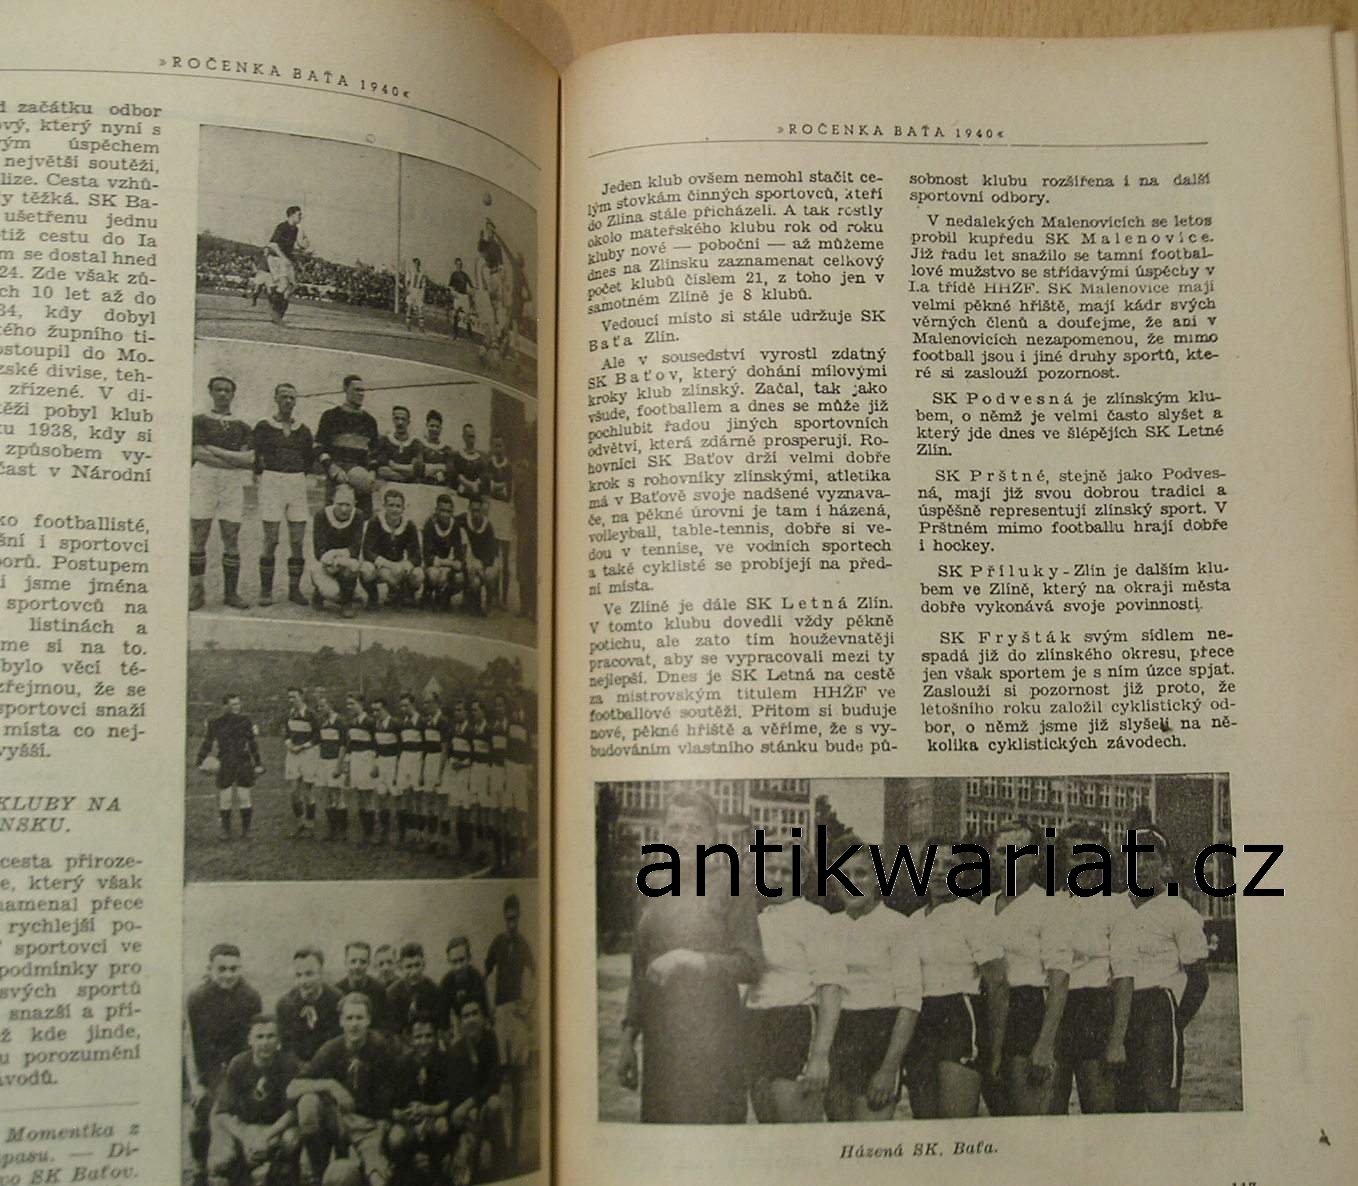 »ROČENKA BAŤA 1940«
začátku odbor
který nyní s
úspěchem
největší soutěži,
Cesta vzhů-
těžká. SK Ba-
ušetřenu jednu
cestu do Ia
se dostal hned
24. Zde však zů-
10 let až do
kdy dobyl
župního ti-
do Mo-
divise, teh-
zřízené. V di-
pobyl klub
1938, kdy si
způsobem vy-
v Národní
footballisté,
i sportovci
Postupem
jsme jména
sportovců na
listinách a
si na to.
bylo věcí té-
že se
sportovci snaží
místa co nej-
KLUBY NA
cesta přiroze-
který však
přece
rychlejší po-
sportovci ve
podmínky pro
svých sportů
snazší a při-
kde jinde,
porozumění
Momentka z
— Di-
SK Baťov.
»ROČENKA BAŤA 1940«
Jeden klub ovšem nemohl stačit ce-
lým stovkám činných sportovců, kteří
do Zlína stále přicházeli. A tak rostly
okolo mateřského klubu rok od roku
kluby nové — poboční — až můžeme
dnes na Zlínsku zaznamenat celkový
počet klubů číslem 21, z toho jen v
samotném Zlíně je 8 klubů.
Vedoucí místo si stále udržuje SK
Baťa Zlín.
Ale v sousedství vyrostl zdatný
SK Baťov, který dohání mílovými
kroky klub zlínský. Začal, tak jako
všude, footballem a dnes se může již
pochlubit řadou jiných sportovních
odvětví, která zdárně prosperují. Ro-
hovníci SK Baťov drží velmi dobře
krok s rohovníky zlínskými, atletika
má v Baťově svoje nadšené vyznava-
če, na pěkné úrovni je tam i házená,
volleyball, table-tennis, dobře si ve-
dou v tennise, ve vodních sportech
a také cyklisté se probíjejí na před-
ní místa.
Ve Zlíně je dále SK Letná Zlín.
V tomto klubu dovedli vždy pěkně
potichu, ale zato tím houževnatěji
pracovat, aby se vypracovali mezi ty
nejlepší. Dnes je SK Letná na cestě
za mistrovským titulem HHŽF ve
footballové soutěži. Přitom si buduje
nové, pěkné hřiště a věříme, že s vy-
budováním vlastního stánku bude pů-
sobnost klubu rozšířena i na další
sportovní odbory.
V nedalekých Malenovicích se letos
probil kupředu SK Malenovice.
Již řadu let snažilo se tamní footbal-
lové mužstvo se střídavými úspěchy v
I.a třídě HHŽF. SK Malenovice mají
velmi pěkné hřiště, mají kádr svých
věrných členů a doufejme, že ani v
Malenovicích nezapomenou, že mimo
football jsou i jiné druhy sportů, kte-
ré si zaslouží pozornost.
SK Podvesná je zlínským klu-
bem, o němž je velmi často slyšet a
který jde dnes ve šlépějích SK Letné
Zlín.
SK Prštné, stejně jako Podves-
ná, mají již svou dobrou tradici a
úspěšně representují zlínský sport. V
Prštném mimo footballu hrají dobře
i hockey.
SK Příluky-Zlín je dalším klu-
bem ve Zlíně, který na okraji města
dobře vykonává svoje povinnosti.
SK Fryšták svým sídlem ne-
spadá již do zlínského okresu, přece
jen však sportem je s ním úzce spjat.
Zaslouží si pozornost již proto, že
letošního roku založil cyklistický od-
bor, o němž jsme již slyšeli na ně-
kolika cyklistických závodech.
antikwariat.cz
Házená SK. Baťa.